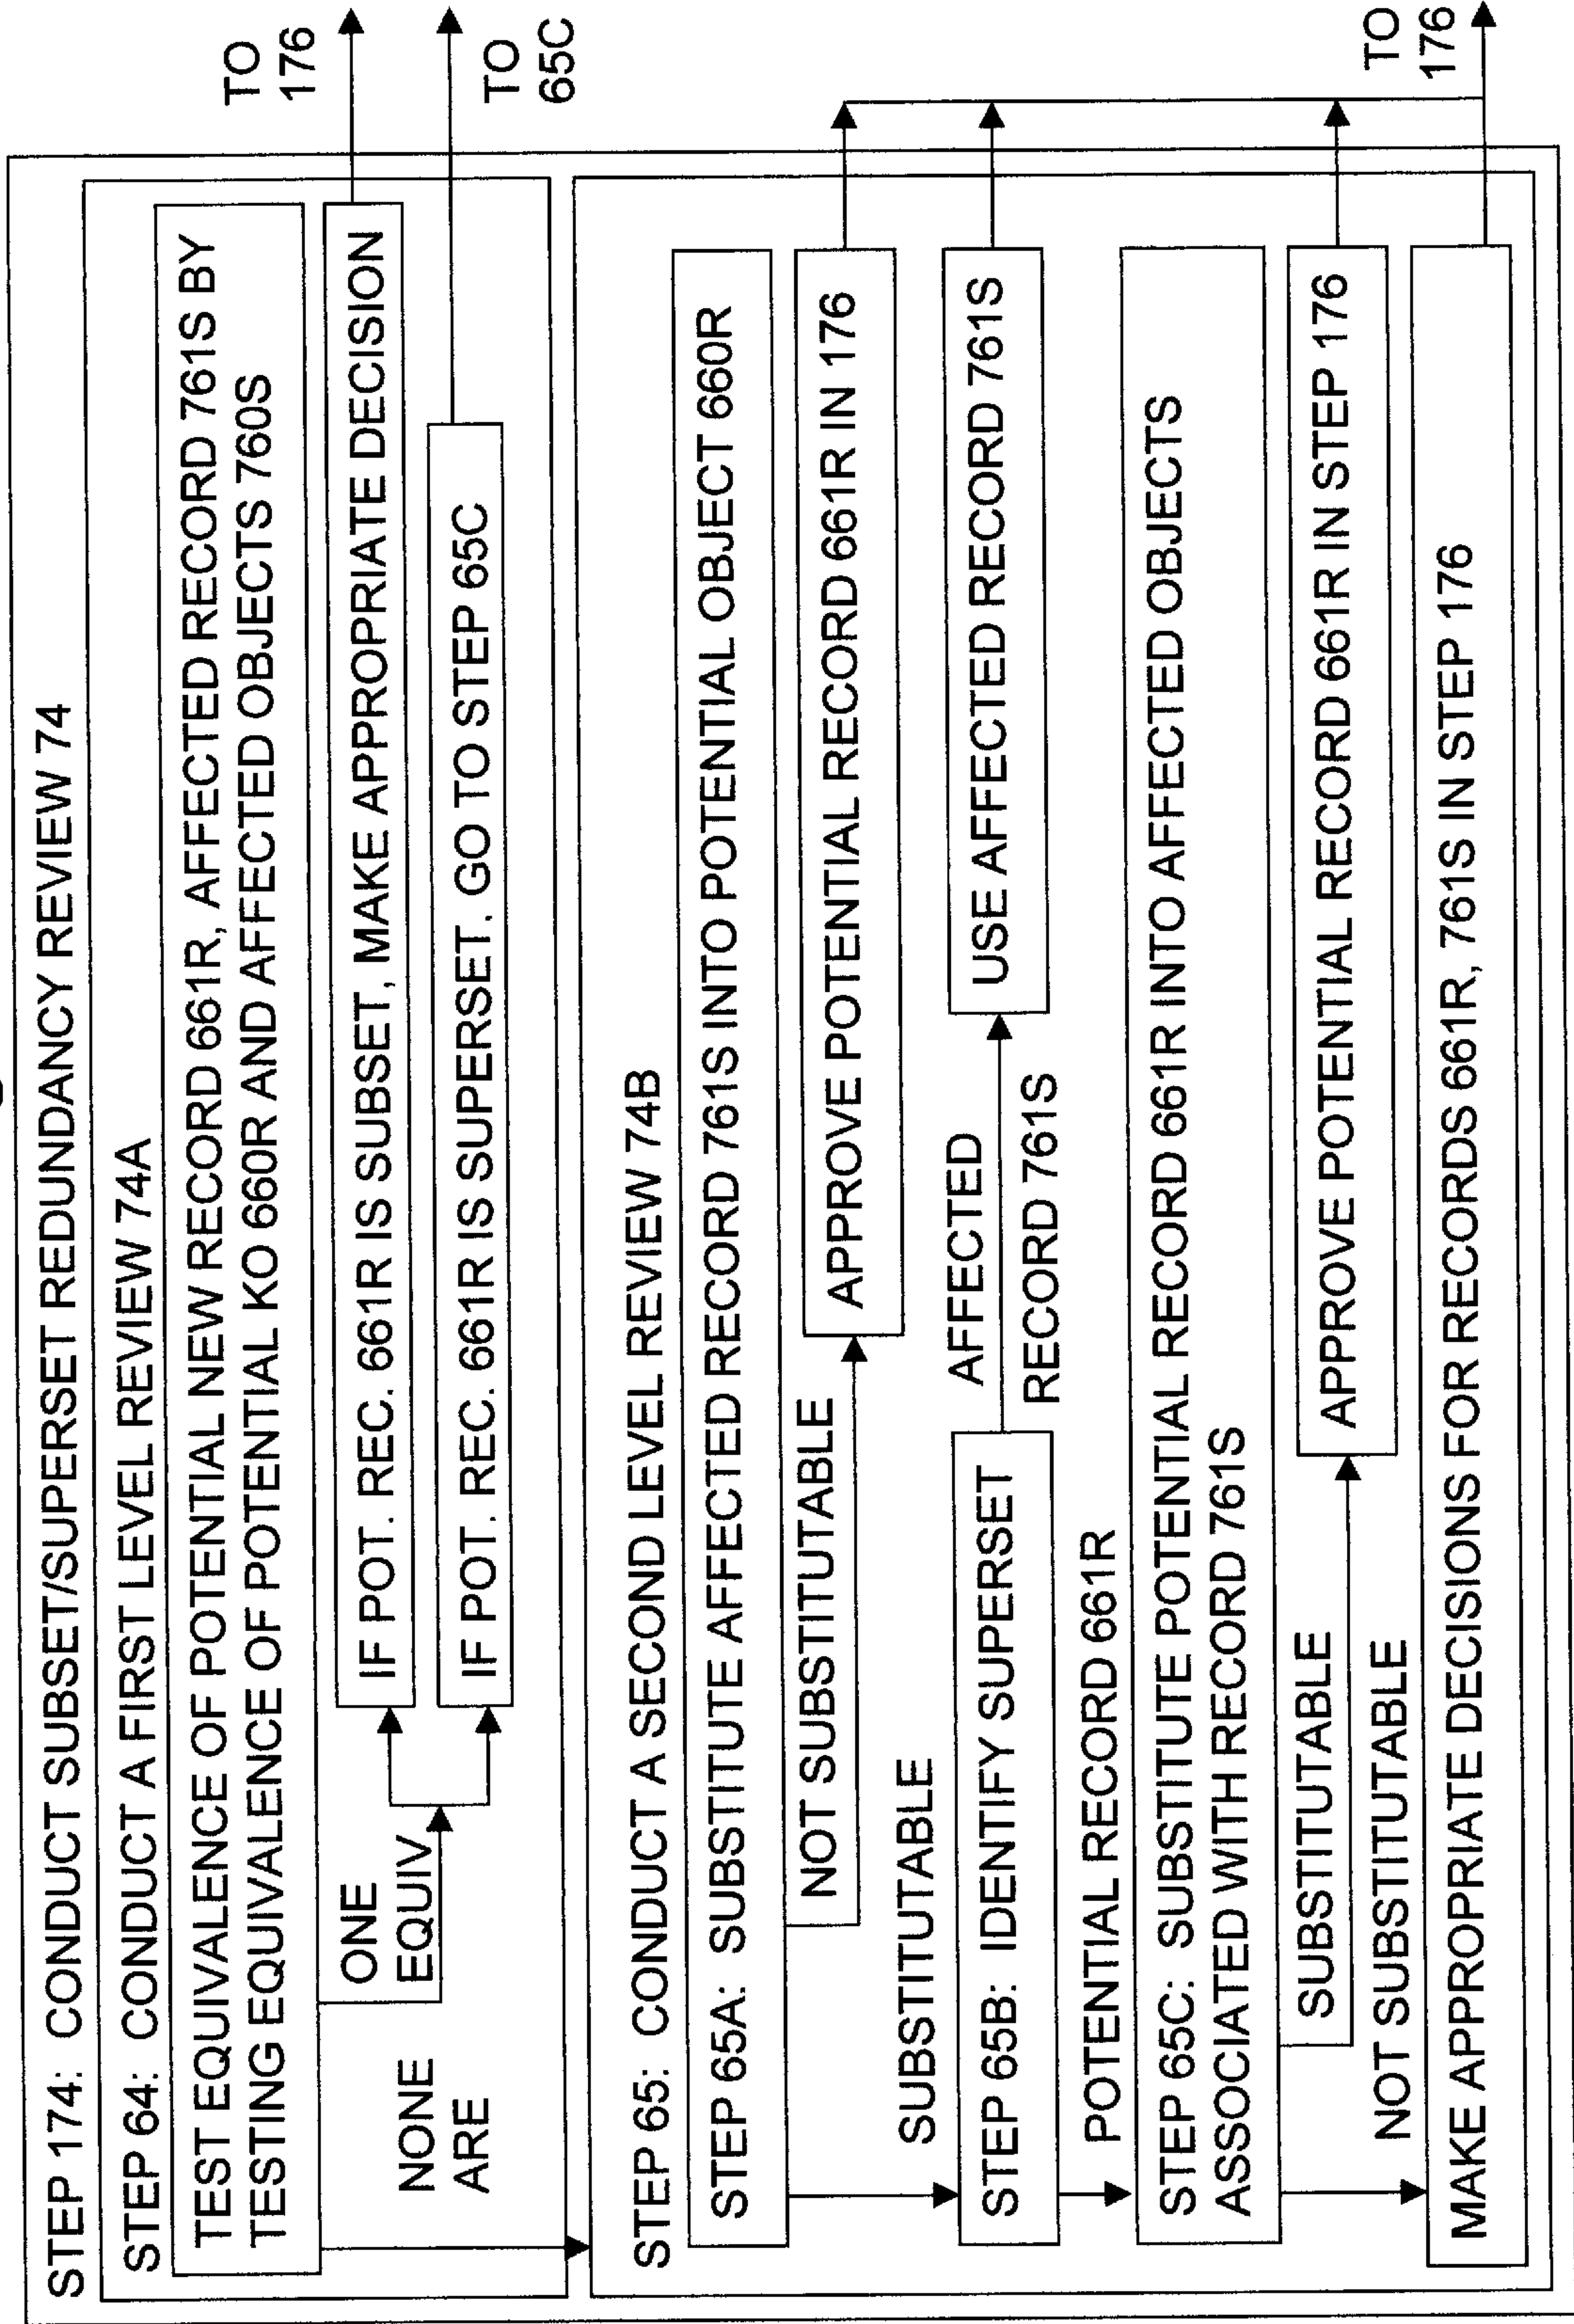 STEP 174: CONDUCT SUBSET/SUPERSET REDUNDANCY REVIEW 74
STEP 64: CONDUCT A FIRST LEVEL REVIEW 74A
TEST EQUIVALENCE OF POTENTIAL NEW RECORD 661R, AFFECTED RECORD 761S BY
TESTING EQUIVALENCE OF POTENTIAL KO 660R AND AFFECTED OBJECTS 760S
ONE
EQUIV
NONE
ARE
IF POT. REC. 661R IS SUBSET, MAKE APPROPRIATE DECISION
TO
176
IF POT. REC. 661R IS SUPERSET. GO TO STEP 65C
TO
65C
STEP 65: CONDUCT A SECOND LEVEL REVIEW 74B
STEP 65A: SUBSTITUTE AFFECTED RECORD 761S INTO POTENTIAL OBJECT 660R
NOT SUBSTITUTABLE
APPROVE POTENTIAL RECORD 661R IN 176
SUBSTITUTABLE
STEP 65B: IDENTIFY SUPERSET
AFFECTED
RECORD 761S
USE AFFECTED RECORD 761S
POTENTIAL RECORD 661R
STEP 65C: SUBSTITUTE POTENTIAL RECORD 661R INTO AFFECTED OBJECTS
ASSOCIATED WITH RECORD 761S
SUBSTITUTABLE
APPROVE POTENTIAL RECORD 661R IN STEP 176
NOT SUBSTITUTABLE
MAKE APPROPRIATE DECISIONS FOR RECORDS 661R, 761S IN STEP 176
TO
176